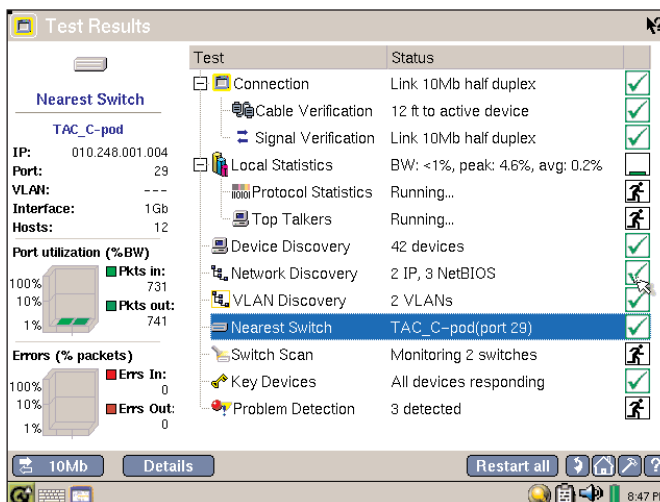 Test Results
Nearest Switch
TAC_C-pod
IP: 010.248.001.004
Port: 29
VLAN: ---
Interface: 1Gb
Hosts: 12
Port utilization (%BW)
100%
10%
1%
Pkts in:
731
Pkts out:
741
Errors (% packets)
100%
10%
1%
Errs In:
0
Errs Out:
0
Test Status
Connection Link 10Mb half duplex
Cable Verification 12 ft to active device
Signal Verification Link 10Mb half duplex
Local Statistics BW: <1%, peak: 4.6%, avg: 0.2%
Protocol Statistics Running...
Top Talkers Running...
Device Discovery 42 devices
Network Discovery 2 IP, 3 NetBIOS
VLAN Discovery 2 VLANs
Nearest Switch TAC_C-pod(port 29)
Switch Scan Monitoring 2 switches
Key Devices All devices responding
Problem Detection 3 detected
10Mb
Details
Restart all
?
8:47 P